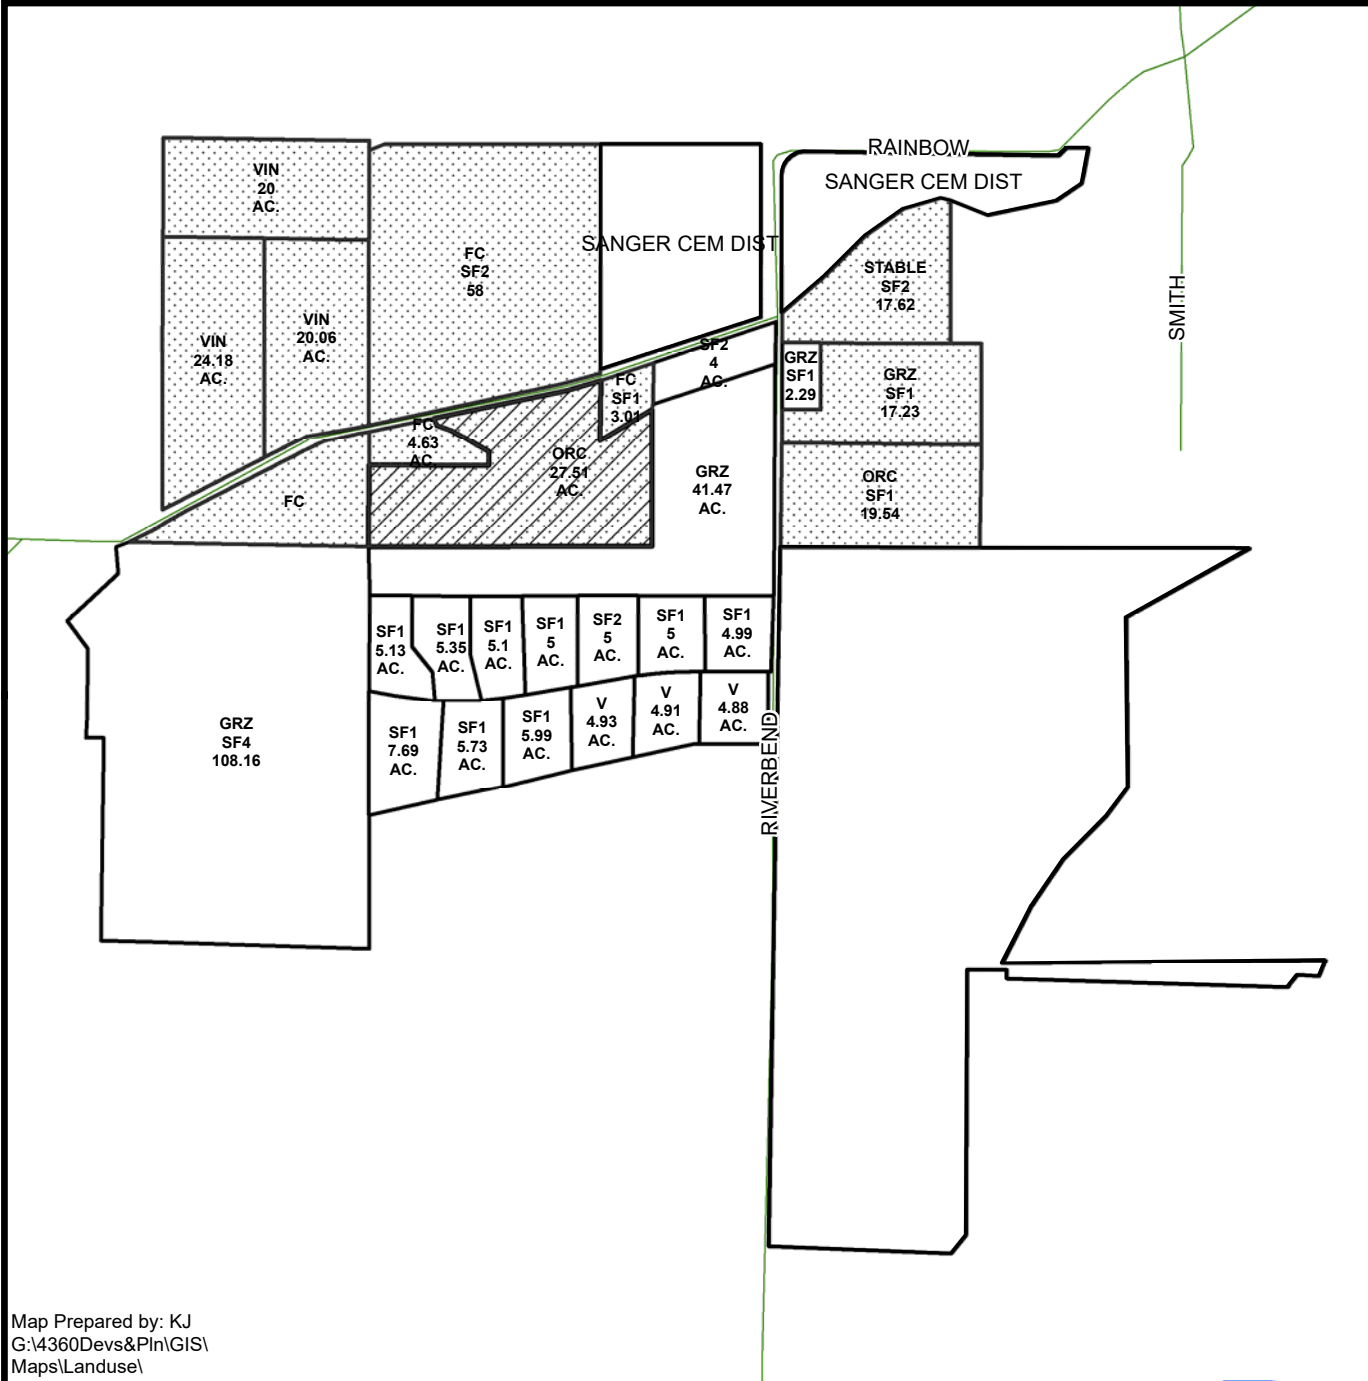 RAINBOW
SANGER CEM DIST
VIN
20
AC.
FC
SF2
58
SANGER CEM DIST
STABLE
SF2
17.62
SMITH
VIN
24.18
AC.
VIN
20.06
AC.
SF2
4
AC.
GRZ
SF1
2.29
GRZ
SF1
17.23
FC
SF1
3.01
FC
4.63
AC.
ORC
27.51
AC.
GRZ
41.47
AC.
ORC
SF1
19.54
FC
SF1
5.13
AC.
SF1
5.35
AC.
SF1
5.1
AC.
SF1
5
AC.
SF2
5
AC.
SF1
5
AC.
SF1
4.99
AC.
GRZ
SF4
108.16
SF1
7.69
AC.
SF1
5.73
AC.
SF1
5.99
AC.
V
4.93
AC.
V
4.91
AC.
V
4.88
AC.
RIVERBEND
Map Prepared by: KJ
G:\4360Devs&Pln\GIS\
Maps\Landuse\